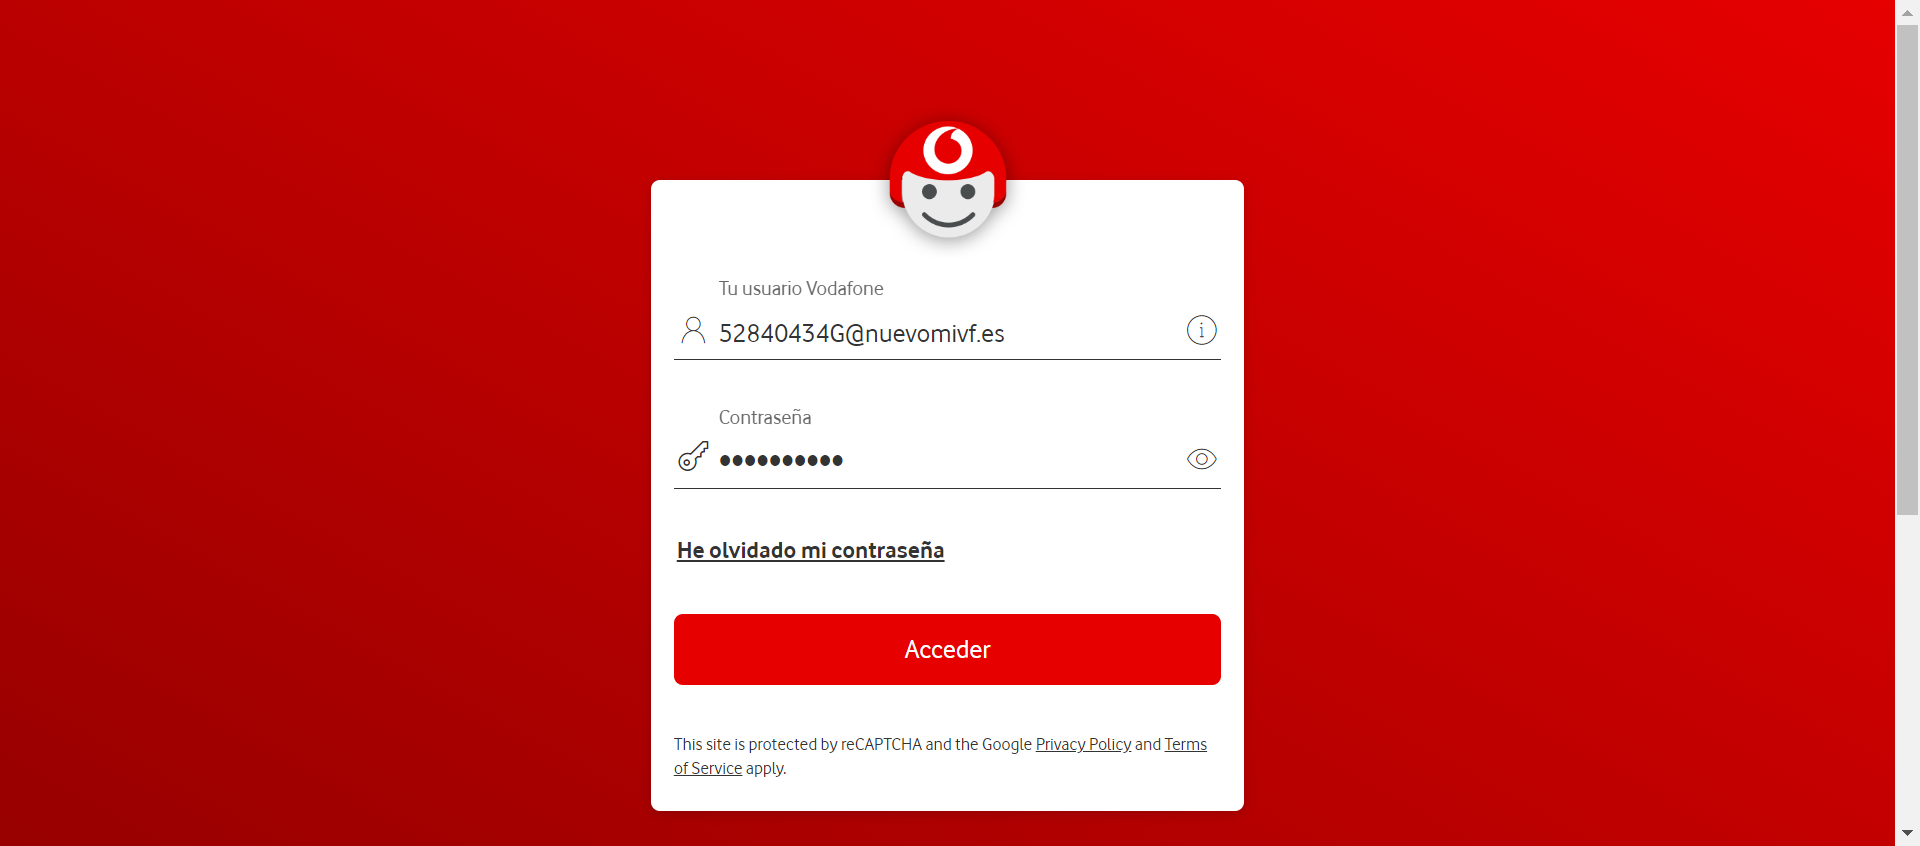 Tu usuario Vodafone
52840434G@nuevomivf.es
Contraseña
He olvidado mi contraseña
Acceder
This site is protected by reCAPTCHA and the Google Privacy Policy and Terms
of Service apply.